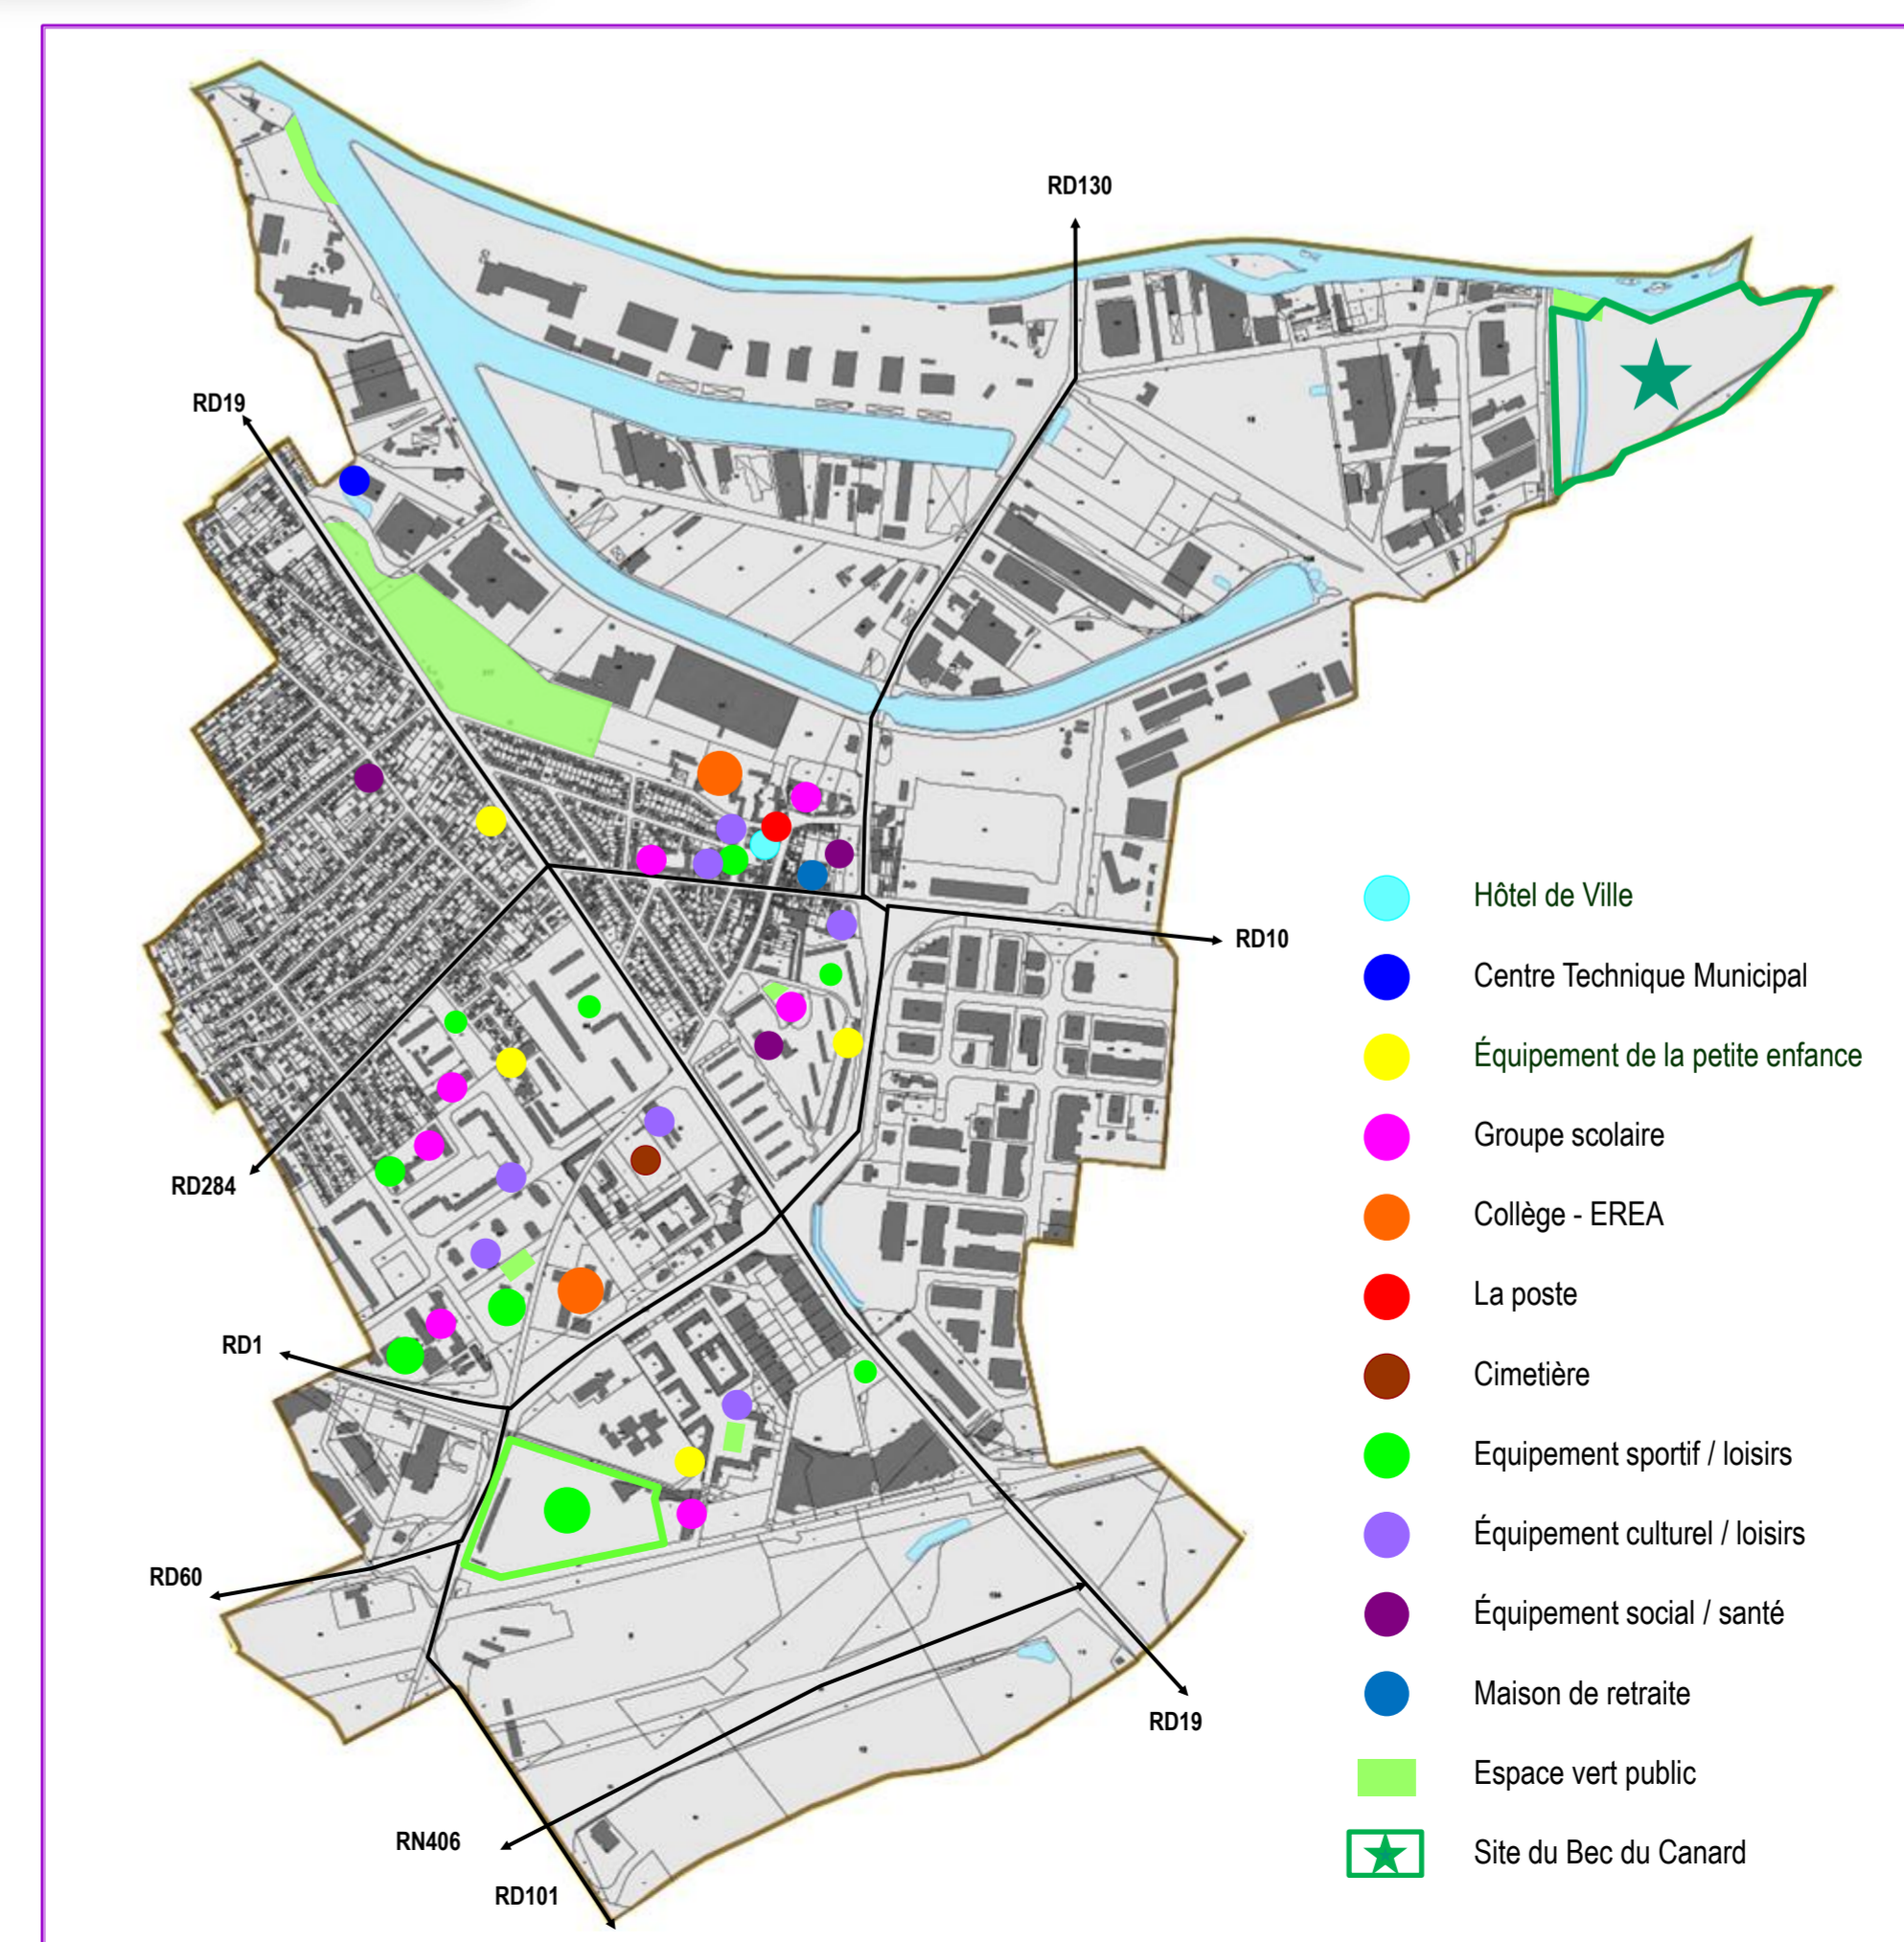 RD130
RD19
RD10
RD284
RD1
RD60
RD19
RN406
RD101
Hôtel de Ville
Centre Technique Municipal
Équipement de la petite enfance
Groupe scolaire
Collège - EREA
La poste
Cimetière
Equipement sportif / loisirs
Équipement culturel / loisirs
Équipement social / santé
Maison de retraite
Espace vert public
Site du Bec du Canard